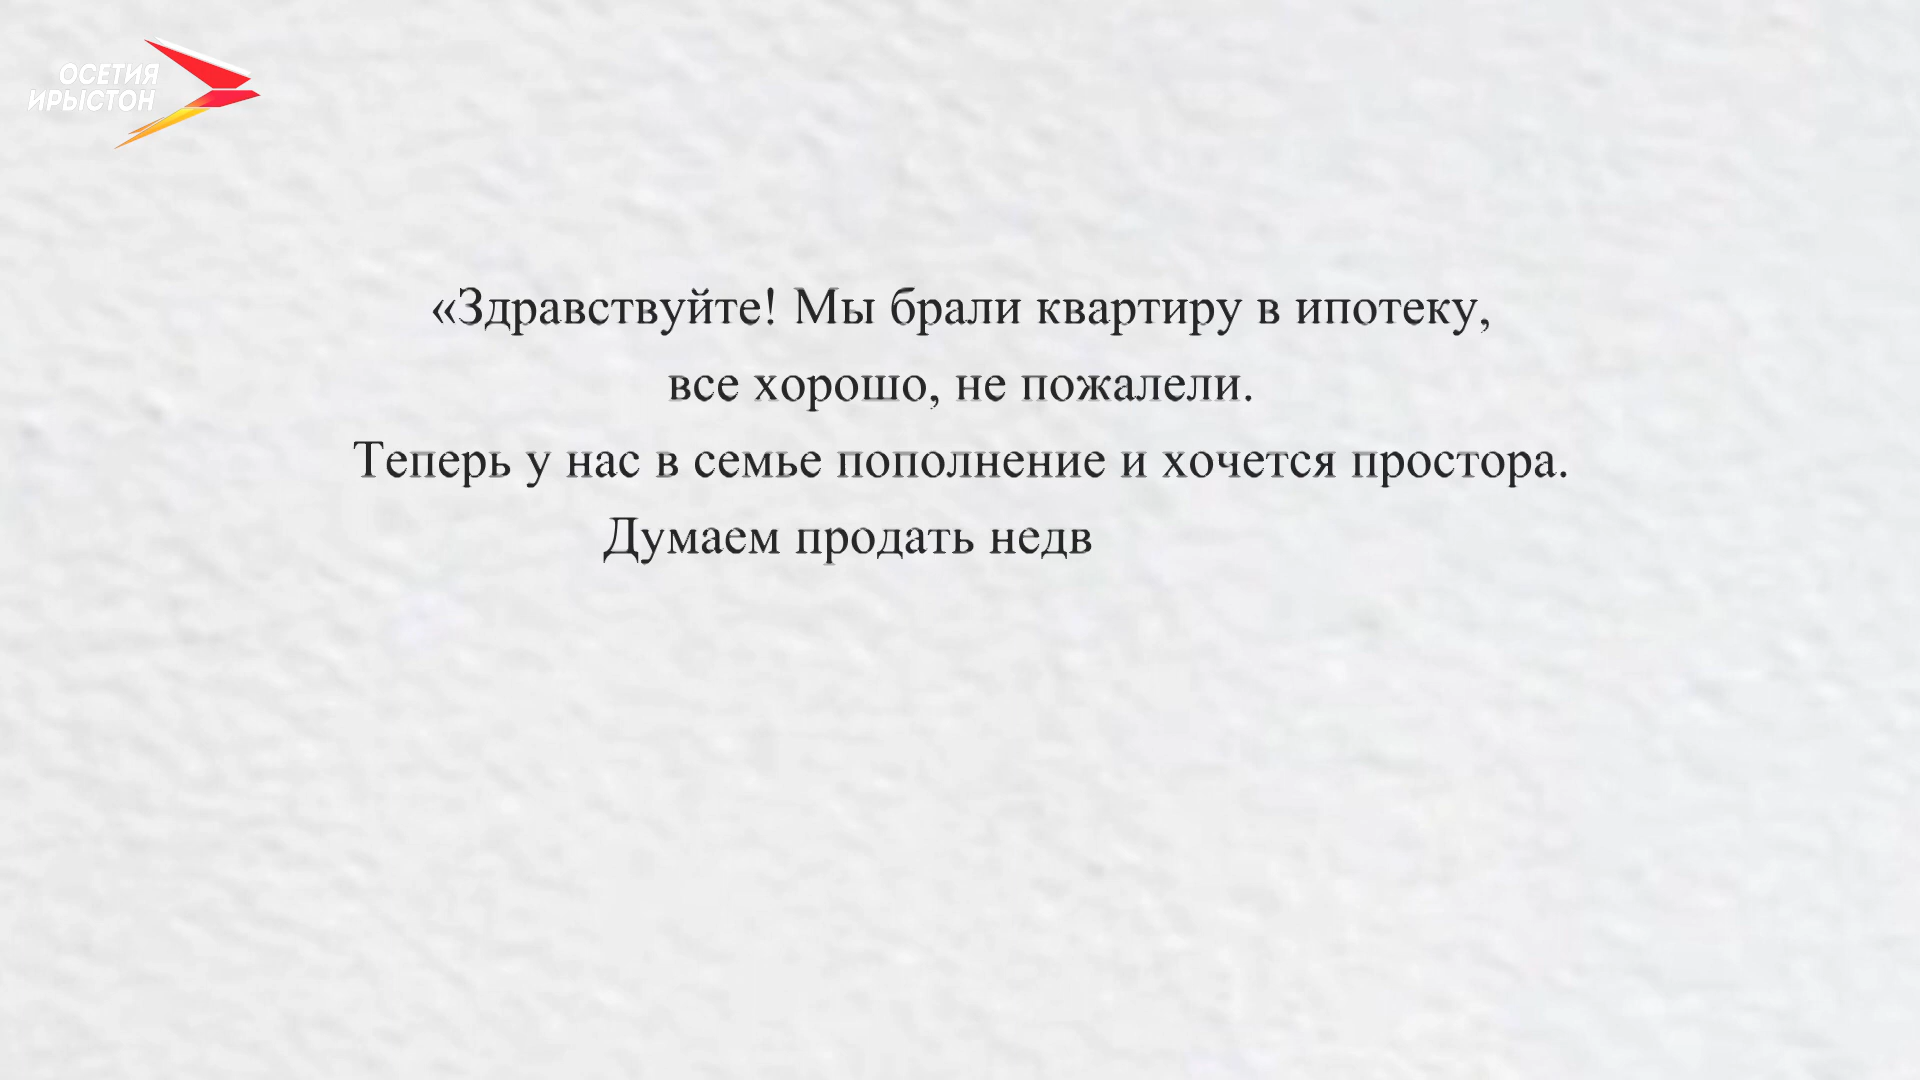 ОСЕТИЯ
ИРЫСТОН
«Здравствуйте! Мы брали квартиру в ипотеку,
все хорошо, не пожалели.
Теперь у нас в семье пополнение и хочется простора.
Думаем продать недв